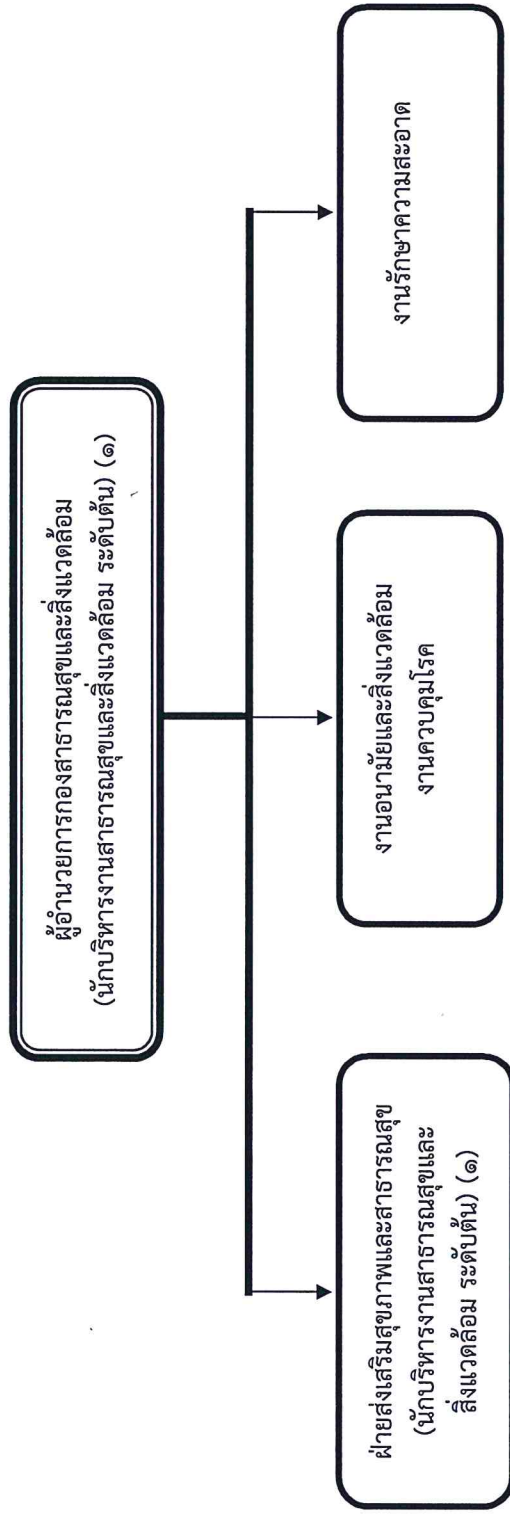 ผู้อำนวยการกองสาธารณสุขและสิ่งแวดล้อม
(นักบริหารงานสาธารณสุขและสิ่งแวดล้อม ระดับต้น) (๑)
ฝ่ายส่งเสริมสุขภาพและสาธารณสุข
(นักบริหารงานสาธารณสุขและ
สิ่งแวดล้อม ระดับต้น) (๑)
งานอนามัยและสิ่งแวดล้อม
งานควบคุมโรค
งานรักษาความสะอาด